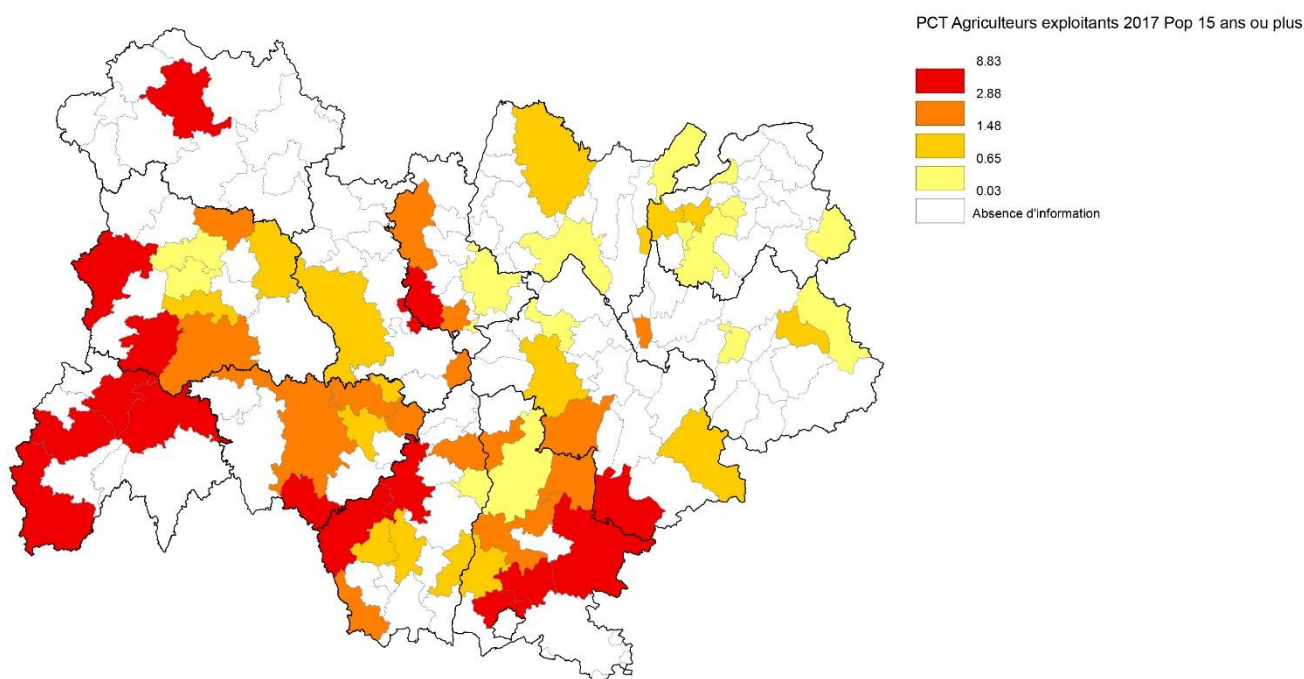 PCT Agriculteurs exploitants 2017 Pop 15 ans ou plus
8.83
2.88
1.48
0.65
0.03
Absence d'information